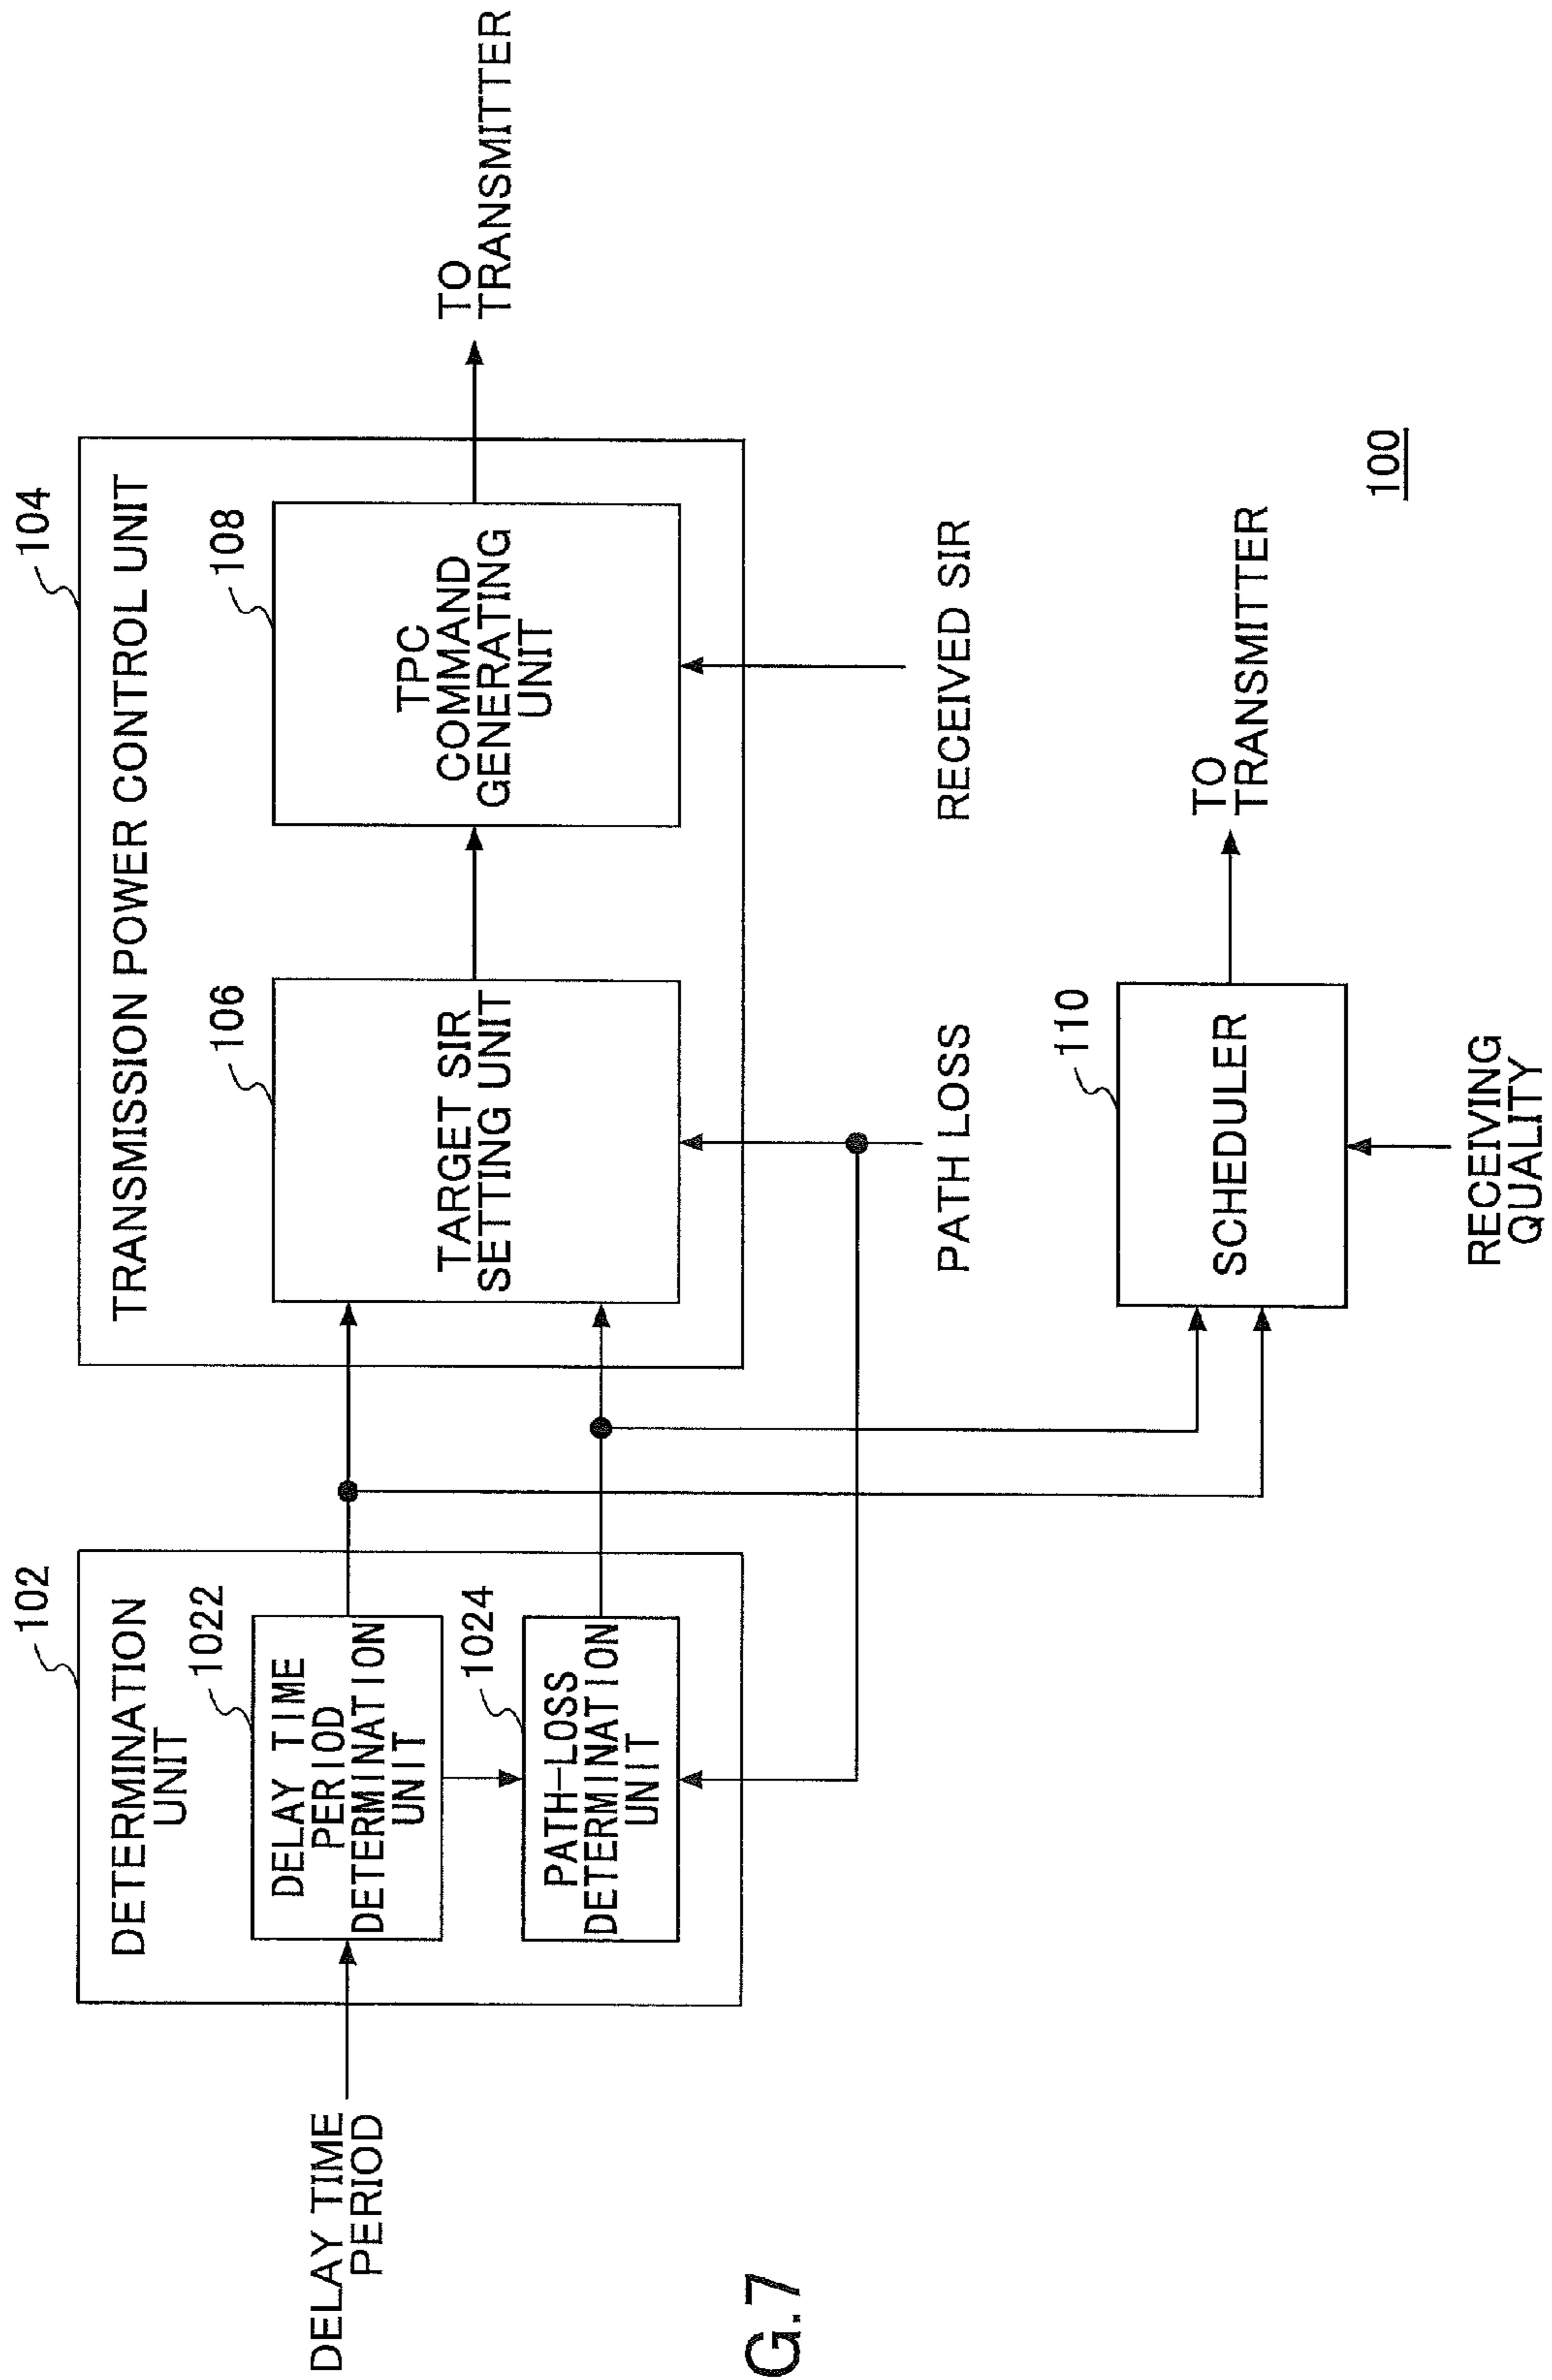 G.7
100
DELAY TIME
PERIOD
102
DETERMINATION
UNIT
1022
DELAY TIME
PERIOD
DETERMINATION
UNIT
1024
PATH-LOSS
DETERMINATION
UNIT
104
TRANSMISSION POWER CONTROL UNIT
106
TARGET SIR
SETTING UNIT
108
TPC
COMMAND
GENERATING
UNIT
TO
TRANSMITTER
PATH LOSS
RECEIVED SIR
110
SCHEDULER
TO
TRANSMITTER
RECEIVING
QUALITY